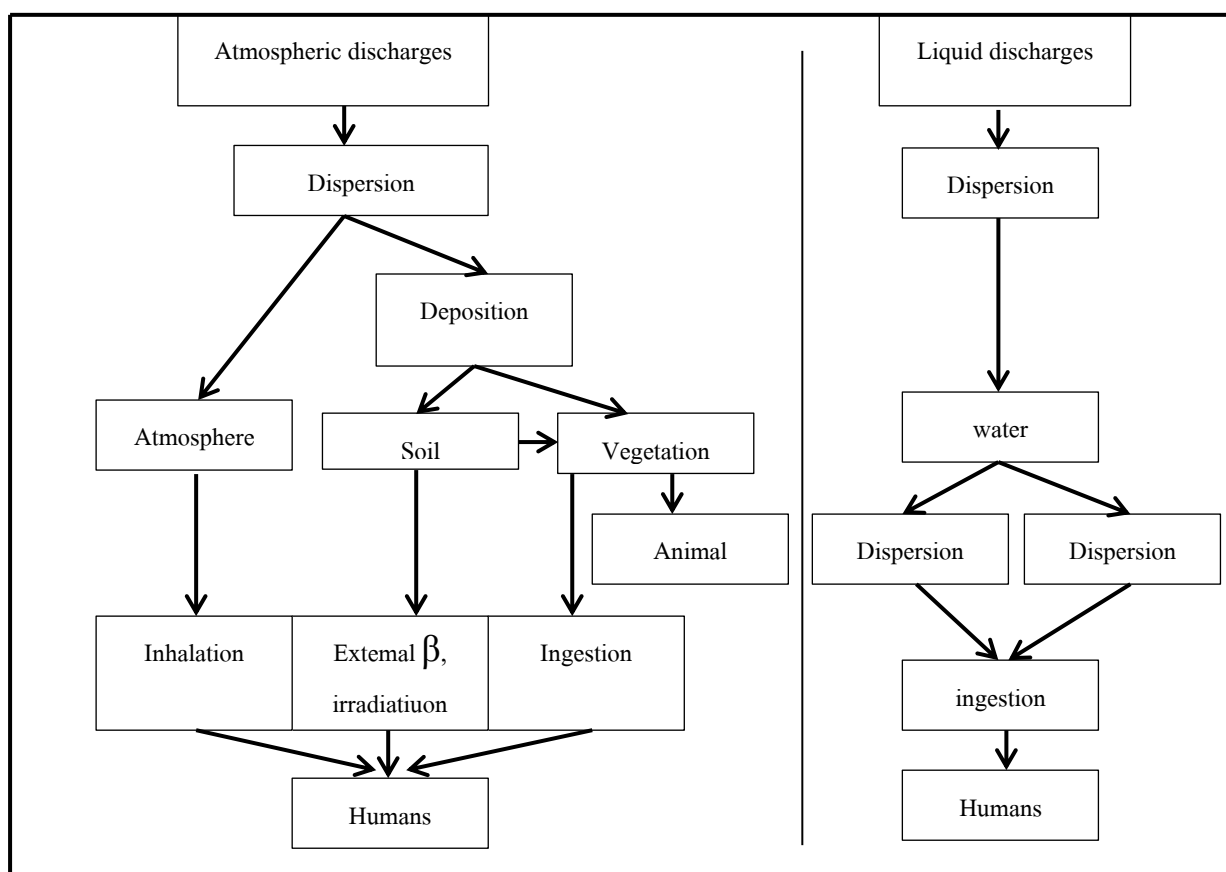 Atmospheric discharges
Dispersion
Deposition
Atmosphere
Soil
Vegetation
Animal
Inhalation
Extemal β,
irradiatiuon
Ingestion
Humans
Liquid discharges
Dispersion
water
Dispersion
Dispersion
ingestion
Humans